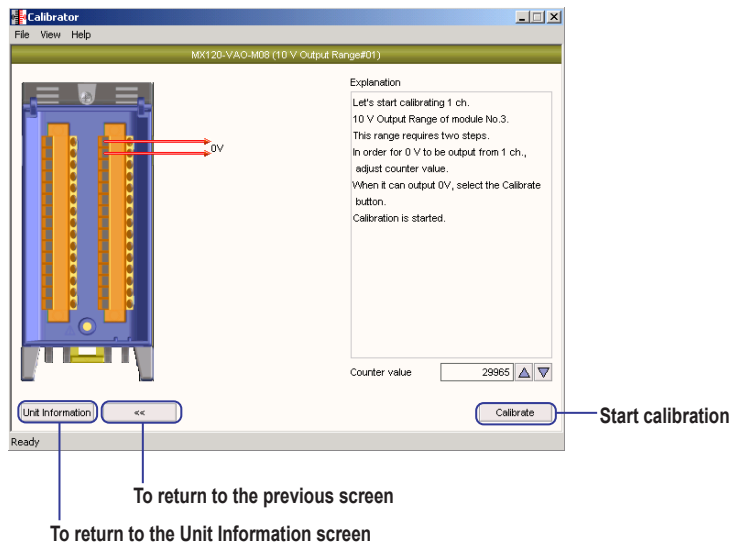 Calibrator
File View Help
MX120-VAO-M08 (10 V Output Range#01)
0V
Explanation
Let's start calibrating 1 ch.
10 V Output Range of module No.3.
This range requires two steps.
In order for 0 V to be output from 1 ch.,
adjust counter value.
When it can output 0V, select the Calibrate
button.
Calibration is started.
Counter value 29965
Unit Information << Calibrate
Start calibration
Ready
To return to the previous screen
To return to the Unit Information screen